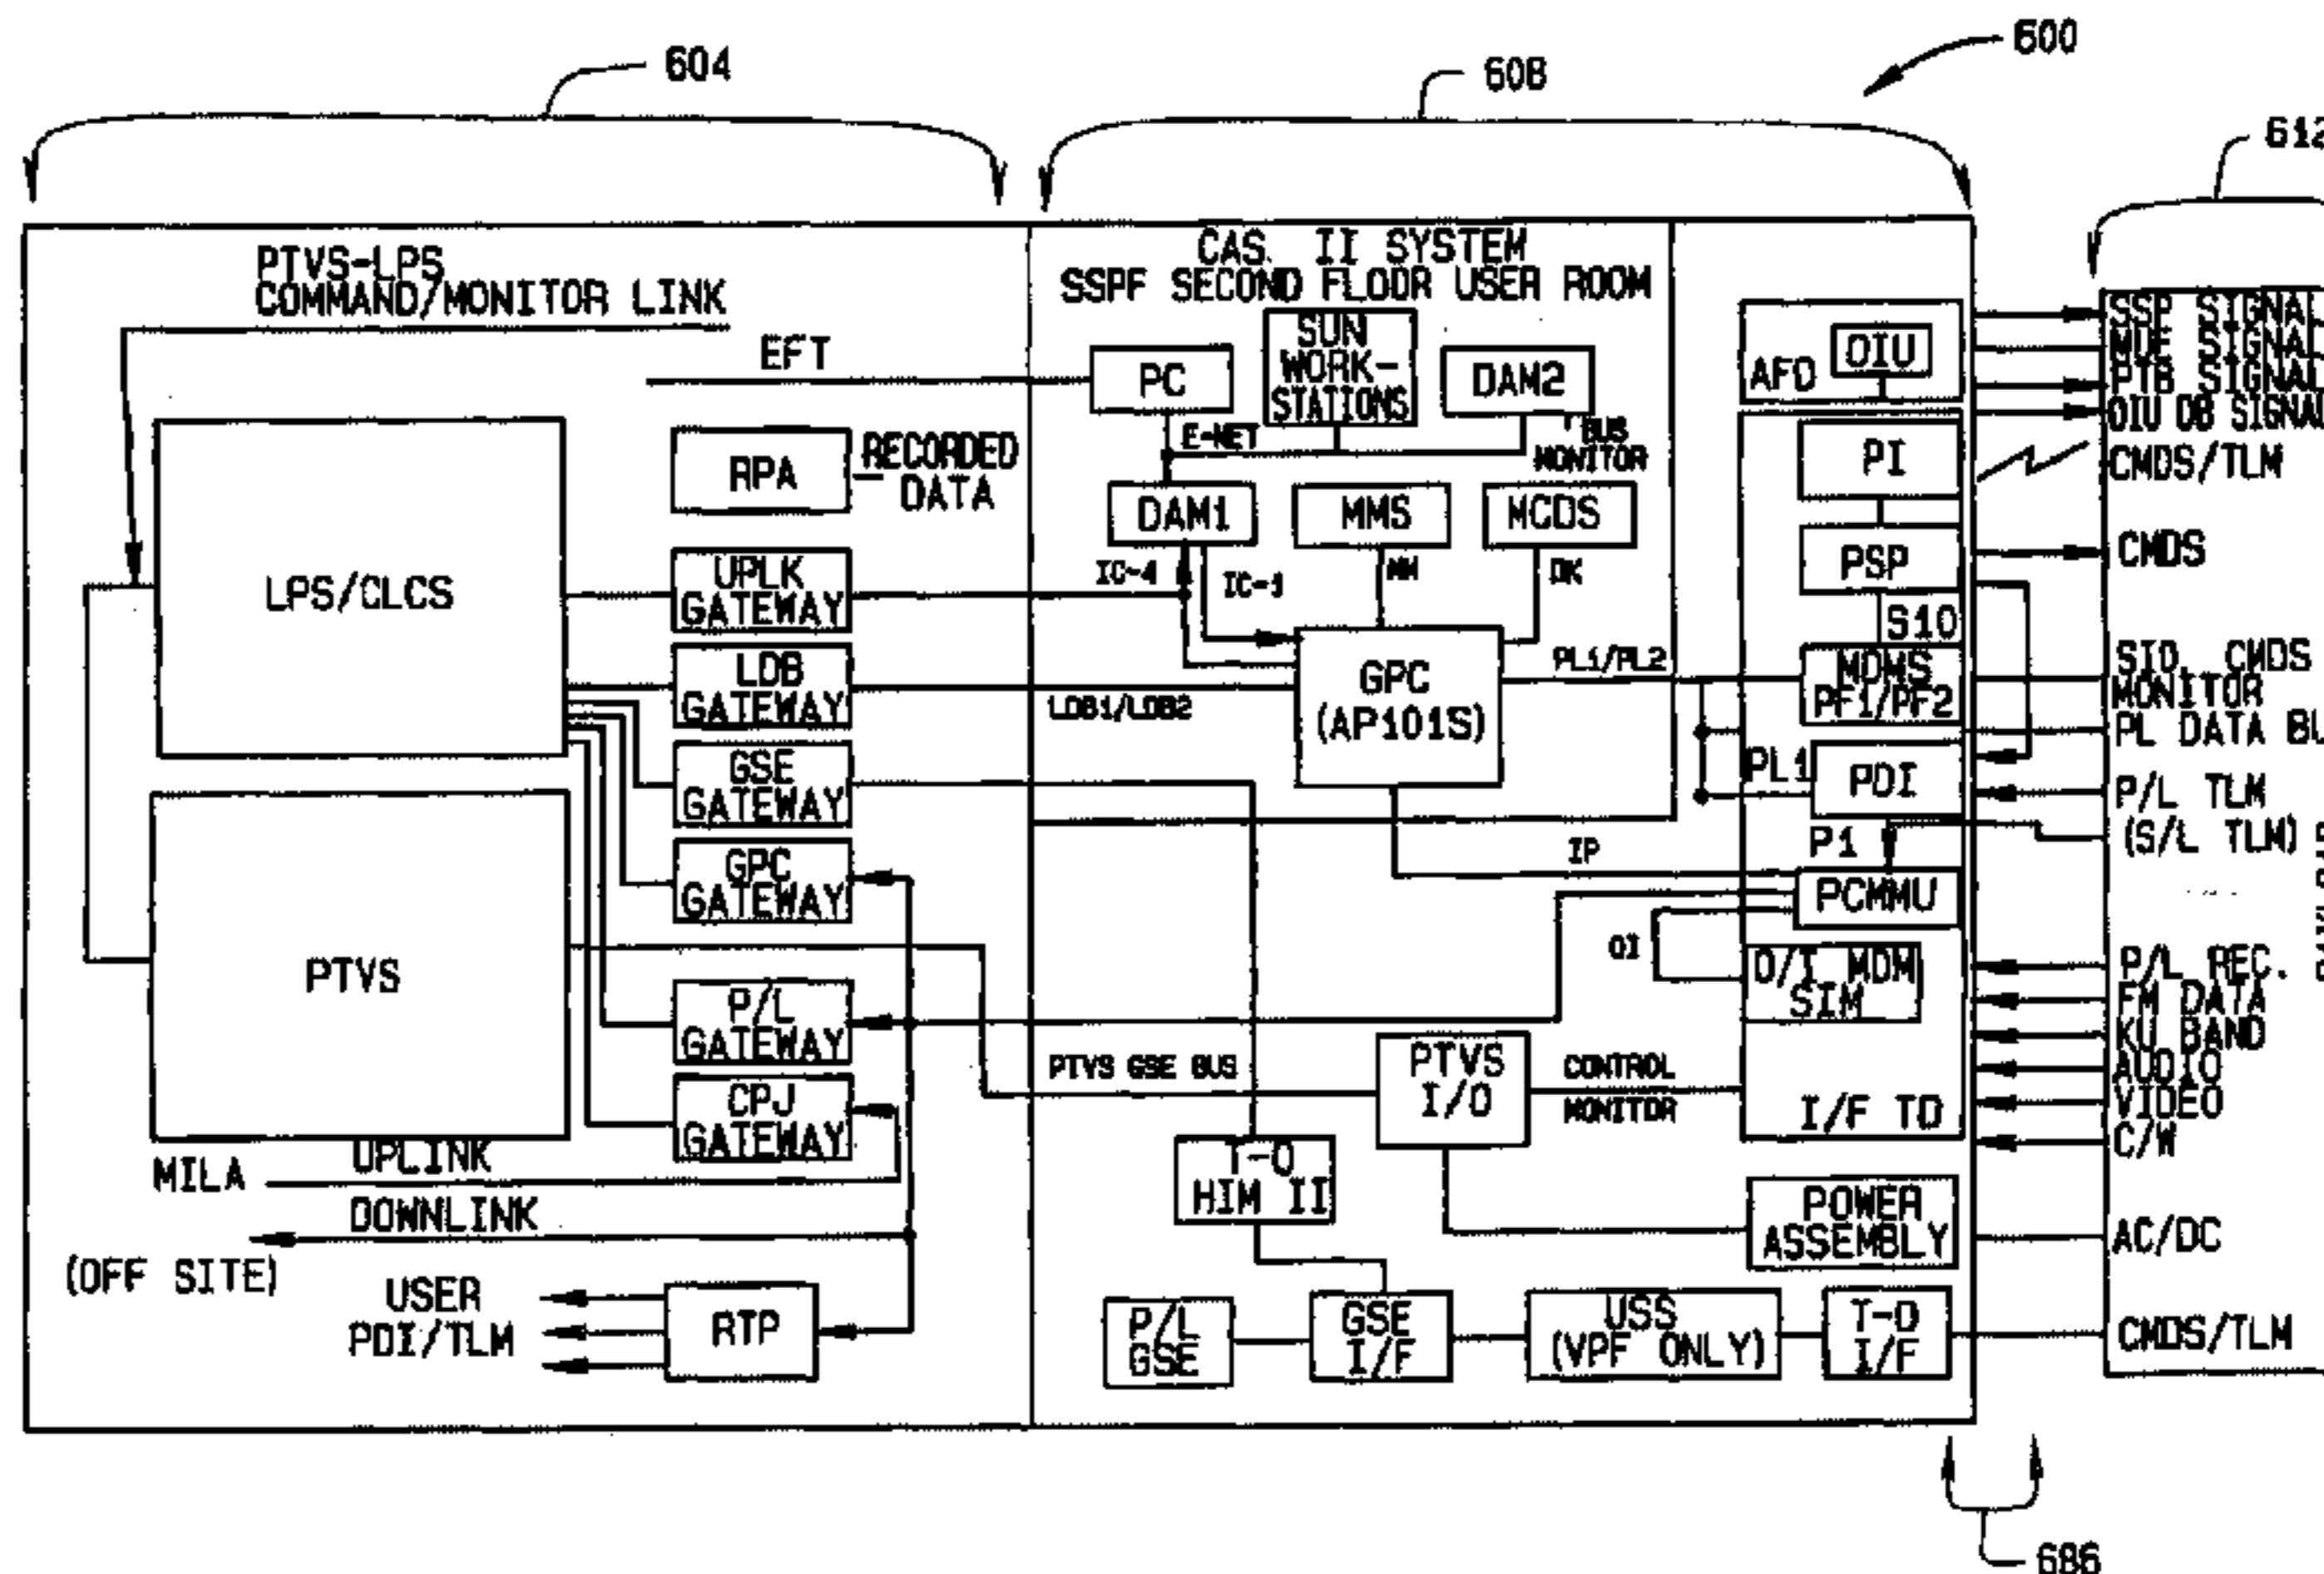 600
604
608
612
PTVS-LPS
COMMAND/MONITOR LINK
EFT
LPS/CLCS
PTVS
RPA
RECORDED
DATA
UPLK
GATEWAY
LDB
GATEWAY
GSE
GATEWAY
GPC
GATEWAY
P/L
GATEWAY
CPJ
GATEWAY
MILA
UPLINK
DOWNLINK
(OFF SITE)
USER
PDI/TLM
RTP
CAS. II SYSTEM
SSPF SECOND FLOOR USER ROOM
PC
SUN
WORK-
STATIONS
DAM2
E-NET
BUS
MONITOR
DAM1
MMS
MCDS
IC-4
IC-1
MM
DK
GPC
(AP101S)
LDB1/LDB2
PL1/PL2
IP
PTVS GSE BUS
PTVS
I/O
CONTROL
MONITOR
T-O
HIM II
P/L
GSE
GSE
I/F
USS
(VPF ONLY)
T-O
I/F
POWER
ASSEMBLY
AFD
OIU
PI
PSP
S10
MDMS
PF1/PF2
PL1
PDI
P1
PCMMU
OI
D/I MDM
SIM
I/F TO
SSP SIGNAL
SIGNAL
PTB SIGNAL
OIU DB SIGNAL
CMDS/TLM
CMDS
SIO, CMDS
MONITOR
PL DATA BU
P/L TLM
(S/L TLM)
P/L REC.
FM DATA
KU BAND
AUDIO
VIDEO
C/W
AC/DC
CMDS/TLM
686